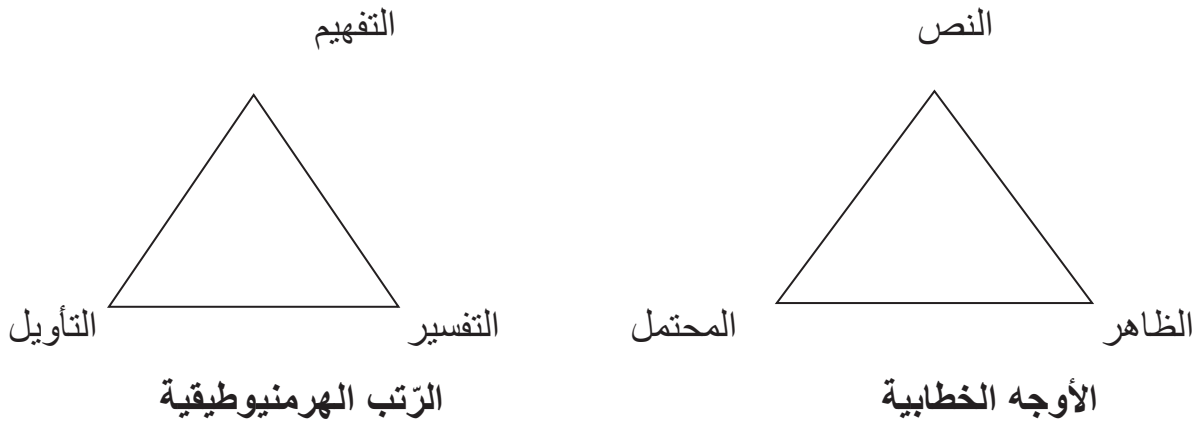 النص
التفهيم
الظاهر
المحتمل
التفسير
التأويل
الأوجه الخطابية
الرّتب الهرمنيوطيقية